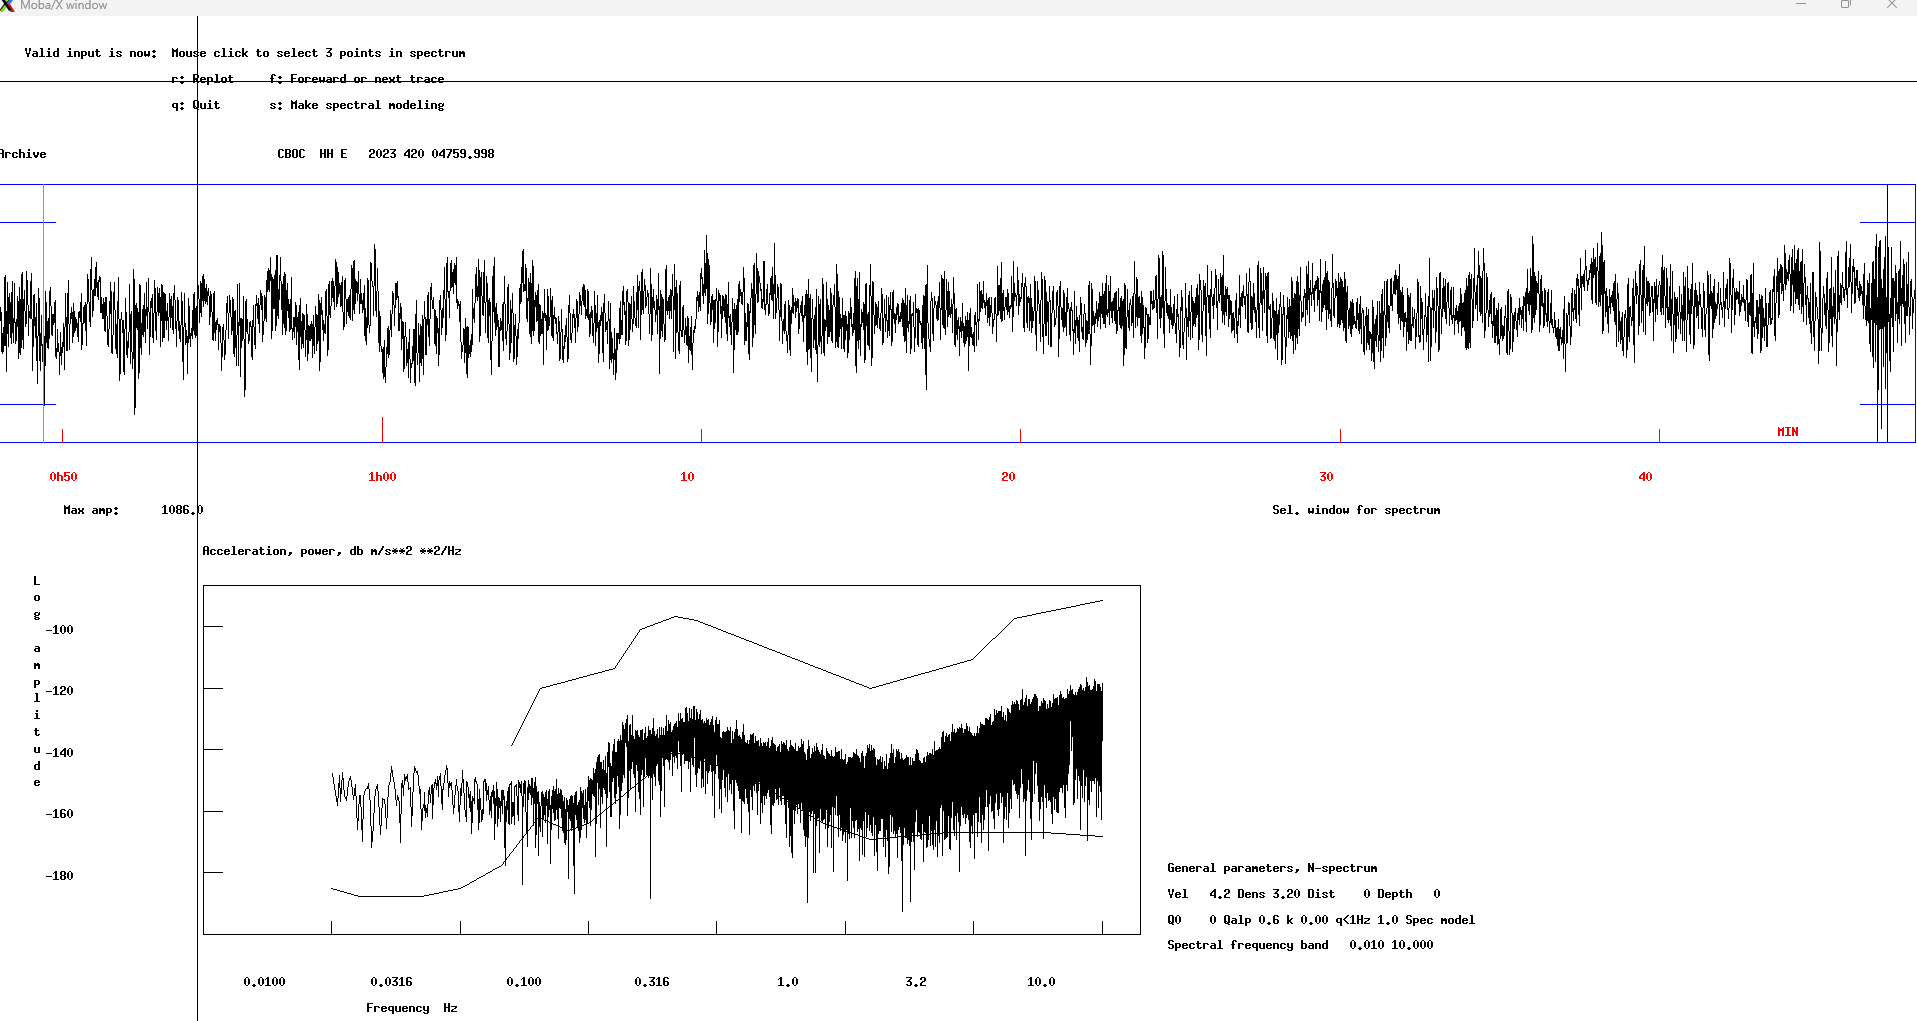 Moba/X window
Valid input is now:  Mouse click to select 3 points in spectrum
r: Replot     f: Foreward or next trace
q: Quit       s: Make spectral modeling
Archive                                 CBOC  HH E   2023 420 04759.998
MIN
0h50  1h00  10  20  30  40
Max amp:      1086.0
Sel. window for spectrum
Acceleration, power, db m/s**2 **2/Hz
Log amplitude
-100
-120
-140
-160
-180
General parameters, N-spectrum
Vel   4.2 Dens 3.20 Dist    0 Depth   0
Q0    0 Qalp 0.6 k 0.00 q<1Hz 1.0 Spec model
Spectral frequency band   0.010 10.000
0.0100  0.0316  0.100  0.316  1.0  3.2  10.0
Frequency  Hz